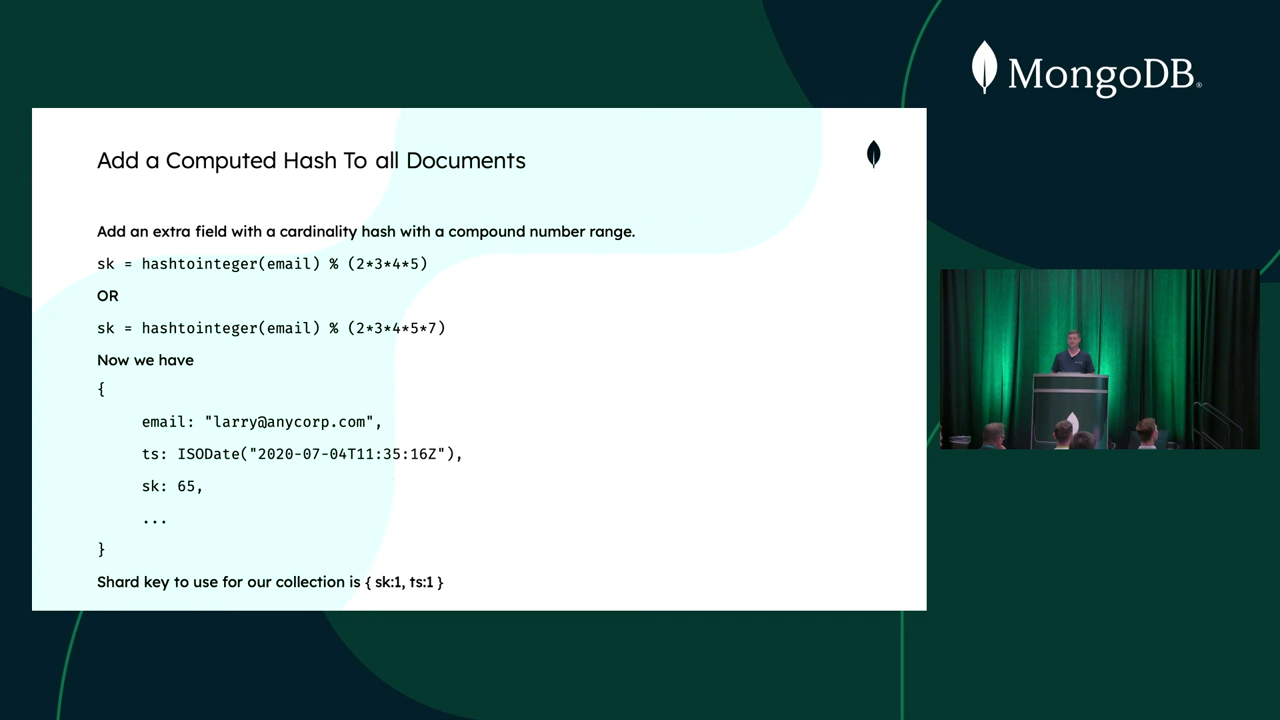 MongoDB®
Add a Computed Hash To all Documents
Add an extra field with a cardinality hash with a compound number range.
sk = hashtointeger(email) % (2*3*4*5)
OR
sk = hashtointeger(email) % (2*3*4*5*7)
Now we have
{
email: "larry@anycorp.com",
ts: ISODate("2020-07-04T11:35:16Z"),
sk: 65,
...
}
Shard key to use for our collection is { sk:1, ts:1 }